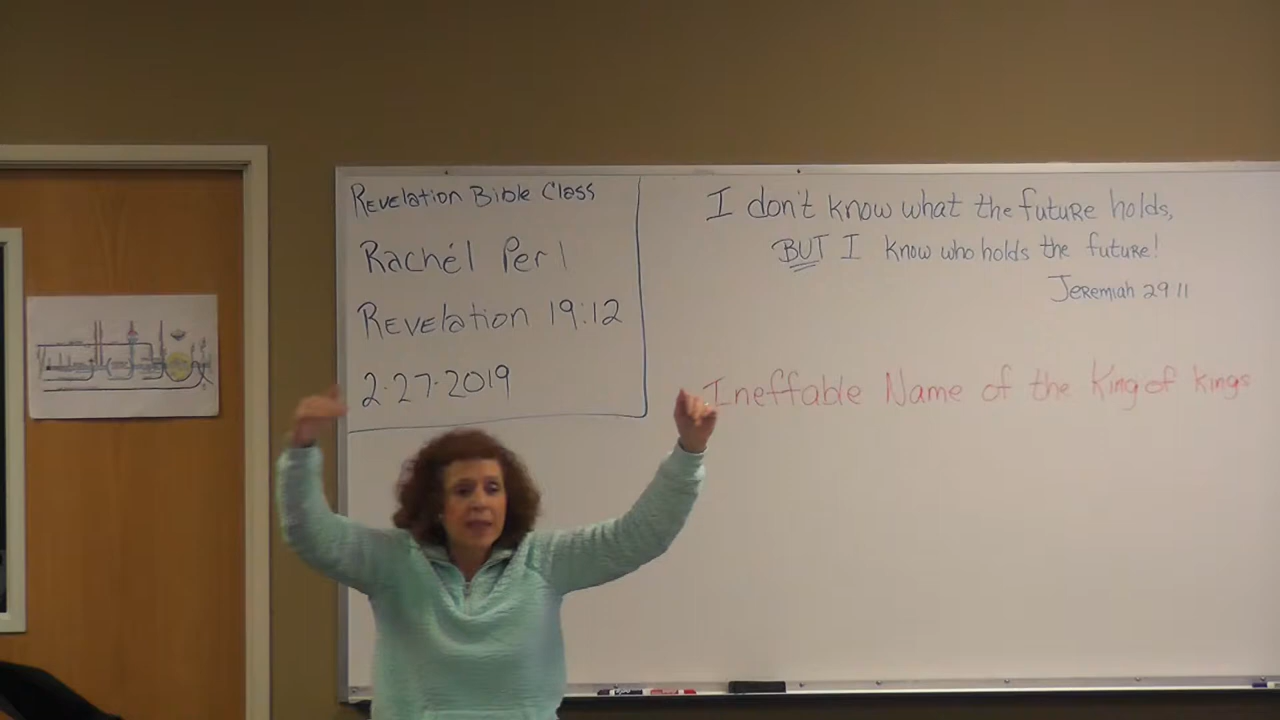 Revelation Bible Class
Rachél Perl
Revelation 19:12
2·27·2019
I don't know what the future holds,
BUT I know who holds the future!
Jeremiah 29 11
Ineffable Name of the King of kings